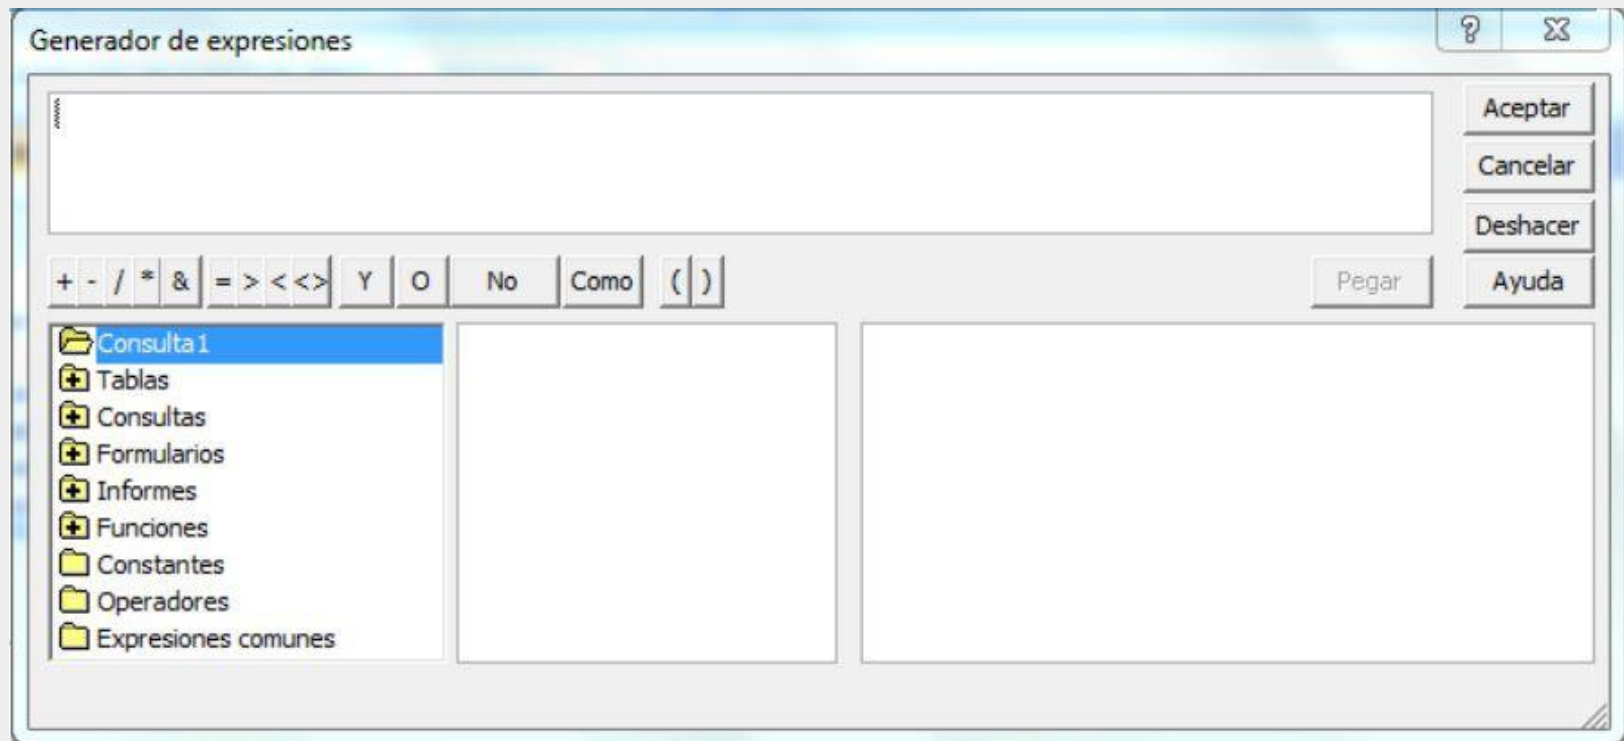 Generador de expresiones
Aceptar
Cancelar
Deshacer
+ - / * & = > < <> Y O No Como ( ) Pegar Ayuda
Consulta1
Tablas
Consultas
Formularios
Informes
Funciones
Constantes
Operadores
Expresiones comunes